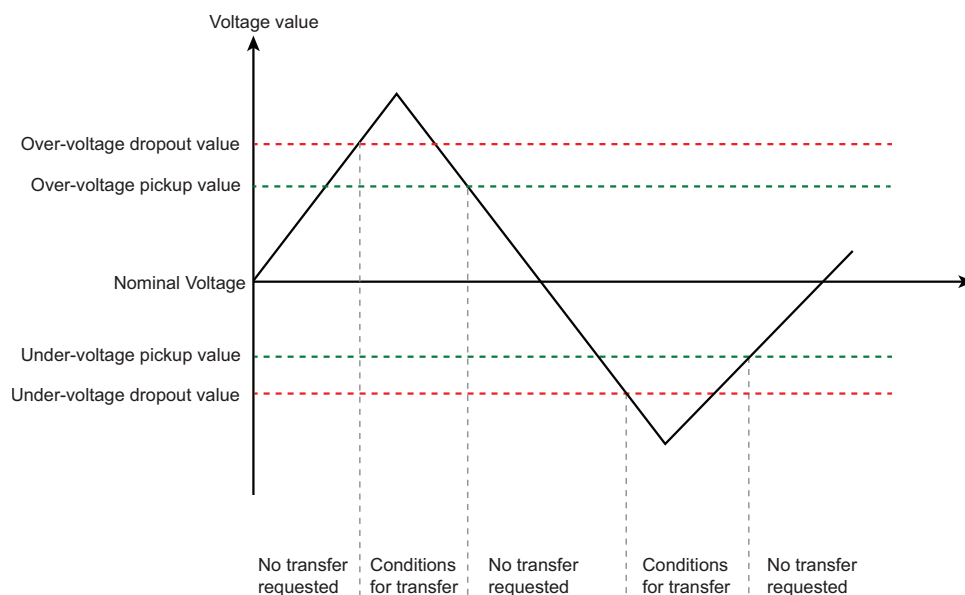 Voltage value
Over-voltage dropout value
Over-voltage pickup value
Nominal Voltage
Under-voltage pickup value
Under-voltage dropout value
No transfer
requested
Conditions
for transfer
No transfer
requested
Conditions
for transfer
No transfer
requested